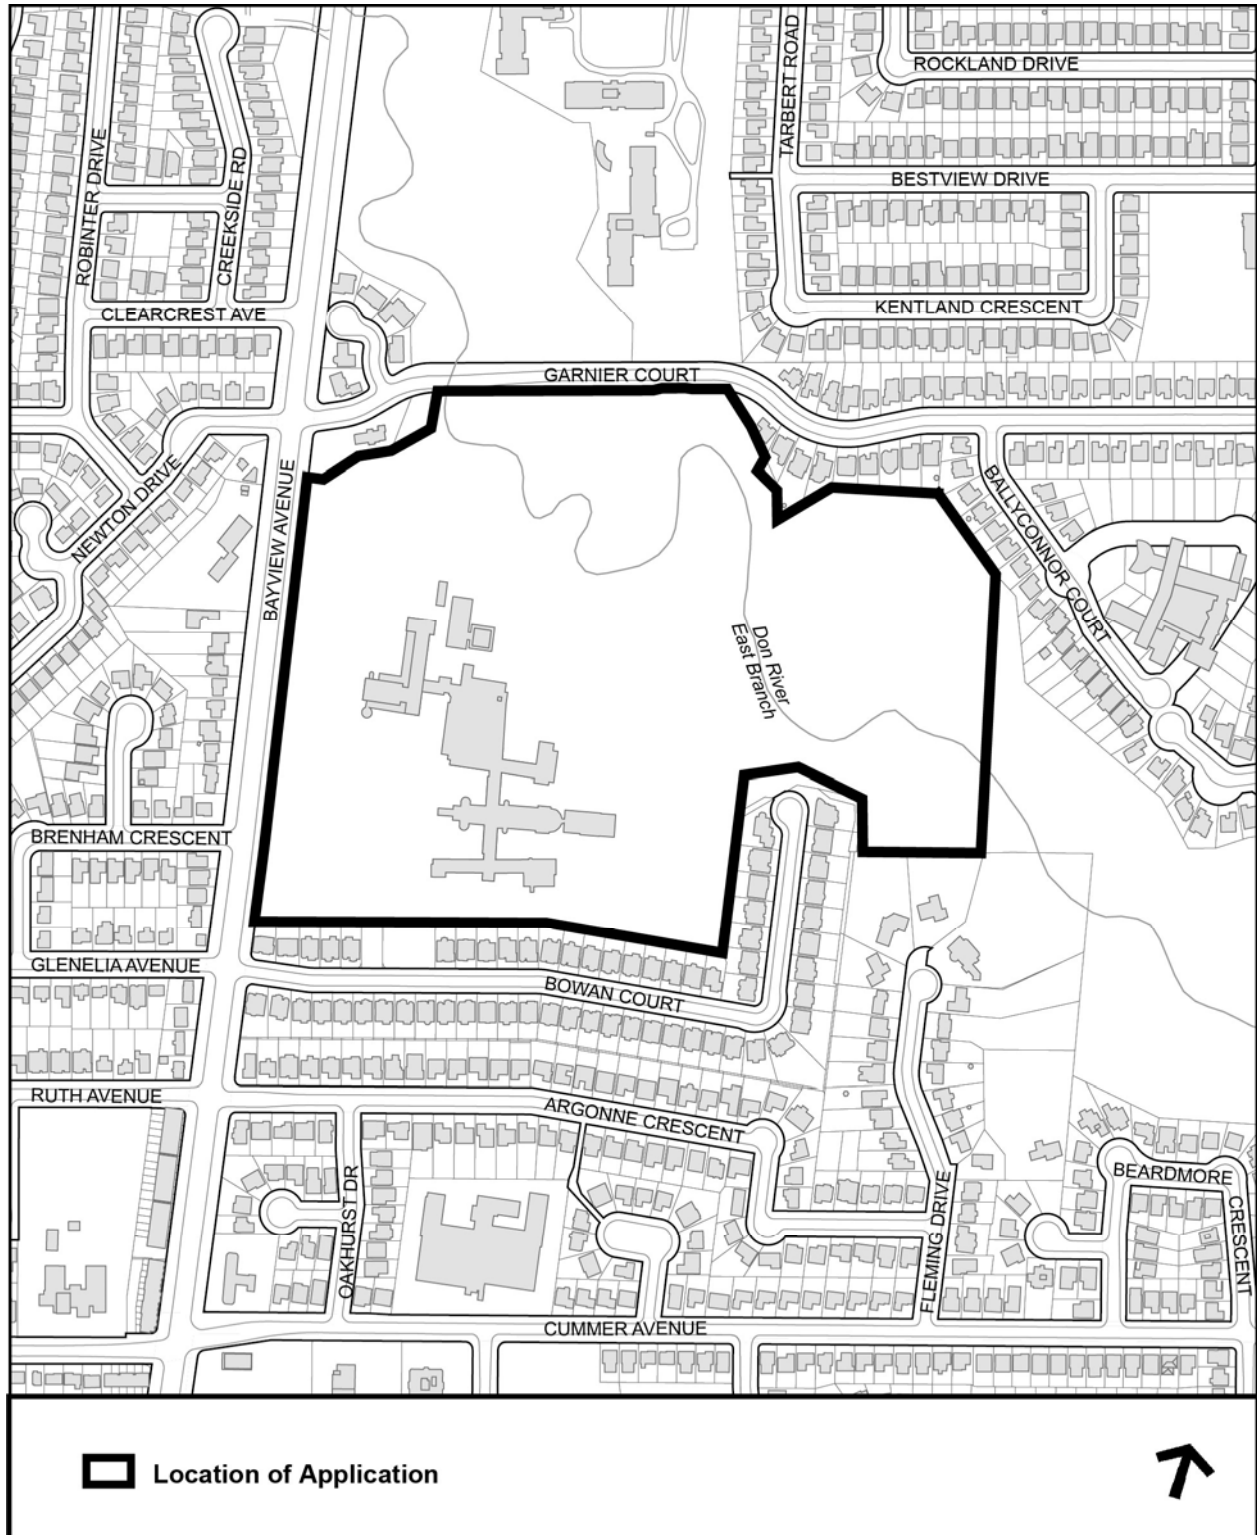 ROCKLAND DRIVE
TARBERT ROAD
BESTVIEW DRIVE
ROBINTER DRIVE
CREEKSIDE RD
KENTLAND CRESCENT
CLEARCREST AVE
GARNIER COURT
NEWTON DRIVE
BAYVIEW AVENUE
BALLYCONNOR COURT
Don River
East Branch
BRENHAM CRESCENT
GLENELIA AVENUE
BOWAN COURT
RUTH AVENUE
ARGONNE CRESCENT
OAKHURST DR
FLEMING DRIVE
BEARDMORE
CRESCENT
CUMMER AVENUE
Location of Application